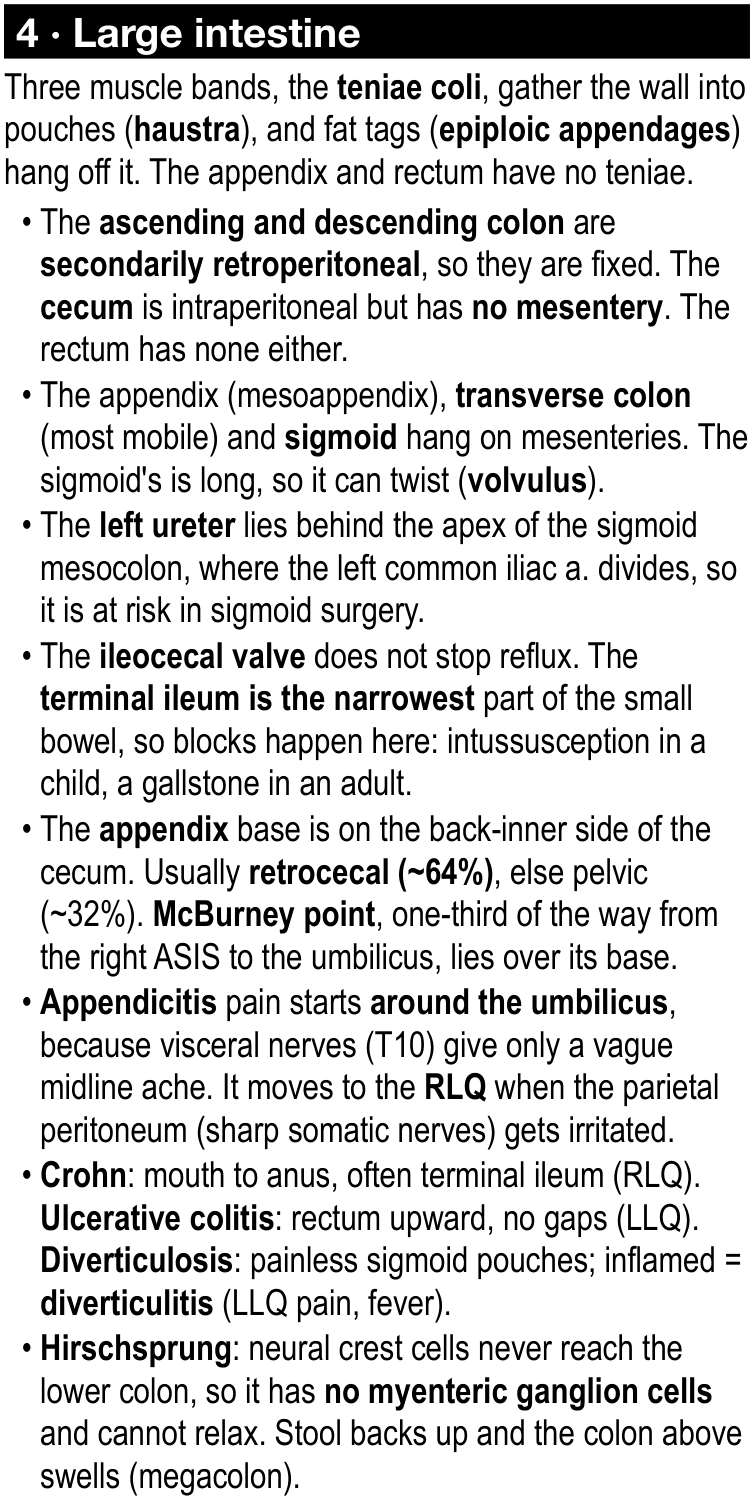 4 · Large intestine
Three muscle bands, the teniae coli, gather the wall into
pouches (haustra), and fat tags (epiploic appendages)
hang off it. The appendix and rectum have no teniae.
• The ascending and descending colon are
secondarily retroperitoneal, so they are fixed. The
cecum is intraperitoneal but has no mesentery. The
rectum has none either.
• The appendix (mesoappendix), transverse colon
(most mobile) and sigmoid hang on mesenteries. The
sigmoid's is long, so it can twist (volvulus).
• The left ureter lies behind the apex of the sigmoid
mesocolon, where the left common iliac a. divides, so
it is at risk in sigmoid surgery.
• The ileocecal valve does not stop reflux. The
terminal ileum is the narrowest part of the small
bowel, so blocks happen here: intussusception in a
child, a gallstone in an adult.
• The appendix base is on the back-inner side of the
cecum. Usually retrocecal (~64%), else pelvic
(~32%). McBurney point, one-third of the way from
the right ASIS to the umbilicus, lies over its base.
• Appendicitis pain starts around the umbilicus,
because visceral nerves (T10) give only a vague
midline ache. It moves to the RLQ when the parietal
peritoneum (sharp somatic nerves) gets irritated.
• Crohn: mouth to anus, often terminal ileum (RLQ).
Ulcerative colitis: rectum upward, no gaps (LLQ).
Diverticulosis: painless sigmoid pouches; inflamed =
diverticulitis (LLQ pain, fever).
• Hirschsprung: neural crest cells never reach the
lower colon, so it has no myenteric ganglion cells
and cannot relax. Stool backs up and the colon above
swells (megacolon).